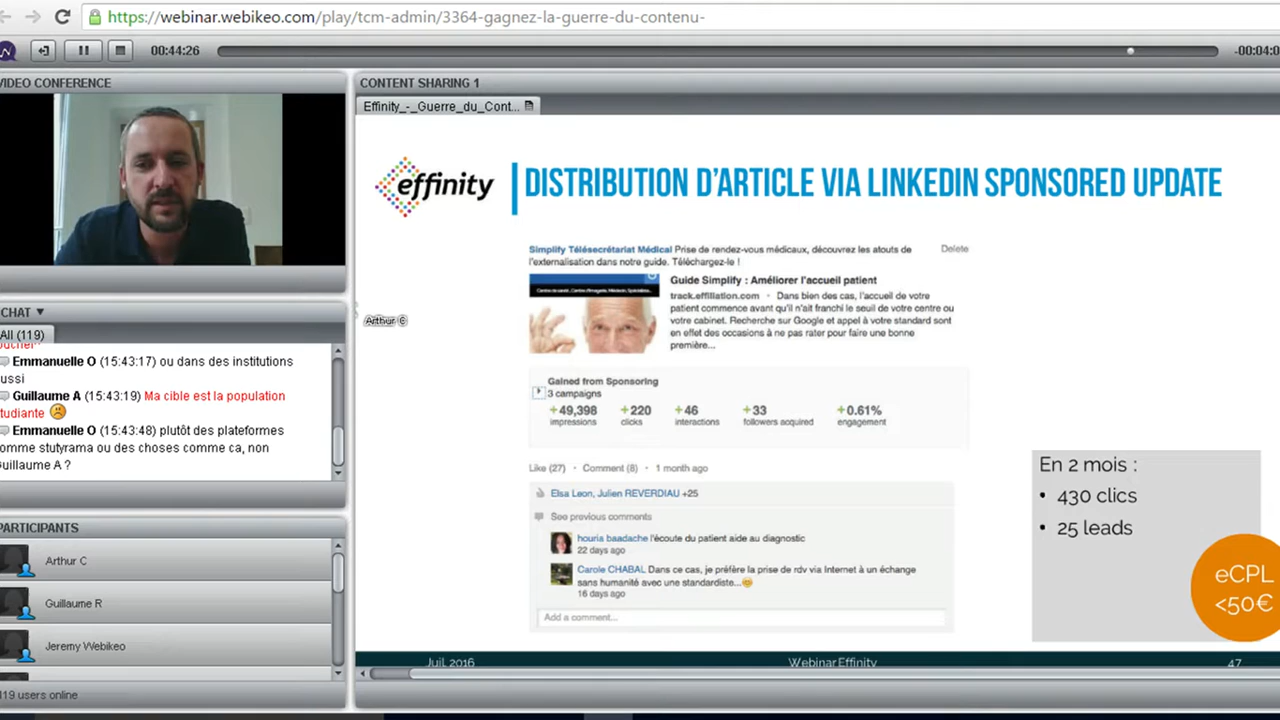 https://webinar.webikeo.com/play/tcm-admin/3364-gagnez-la-guerre-du-contenu-
00:44:26
-00:04:0
VIDEO CONFERENCE
CHAT
All (119)
Emmanuelle O (15:43:17) ou dans des institutions
ussi
Guillaume A (15:43:19) Ma cible est la population
tudiante
Emmanuelle O (15:43:48) plutôt des plateformes
omme stutyrama ou des choses comme ca, non
Guillaume A ?
PARTICIPANTS
Arthur C
Guillaume R
Jeremy Webikeo
119 users online
CONTENT SHARING 1
Effinity_-_Guerre_du_Cont...
Arthur C
effinity
DISTRIBUTION D'ARTICLE VIA LINKEDIN SPONSORED UPDATE
Simplify Télésecrétariat Médical Prise de rendez-vous médicaux, découvrez les atouts de
l'externalisation dans notre guide. Téléchargez-le !
Delete
Guide Simplify : Améliorer l'accueil patient
track.effiliation.com · Dans bien des cas, l'accueil de votre
patient commence avant qu'il n'ait franchi le seuil de votre centre ou
votre cabinet. Recherche sur Google et appel à votre standard sont
en effet des occasions à ne pas rater pour faire une bonne
première...
Gained from Sponsoring
3 campaigns
+49,398 +220 +46 +33 +0.61%
impressions clicks interactions followers acquired engagement
Like (27) · Comment (8) · 1 month ago
Elsa Leon, Julien REVERDIAU +25
See previous comments
houria baadache l'écoute du patient aide au diagnostic
22 days ago
Carole CHABAL Dans ce cas, je préfère la prise de rdv via Internet à un échange
sans humanité avec une standardiste...
16 days ago
Add a comment...
En 2 mois :
• 430 clics
• 25 leads
eCPL
<50€
Juil. 2016
Webinar Effinity
47